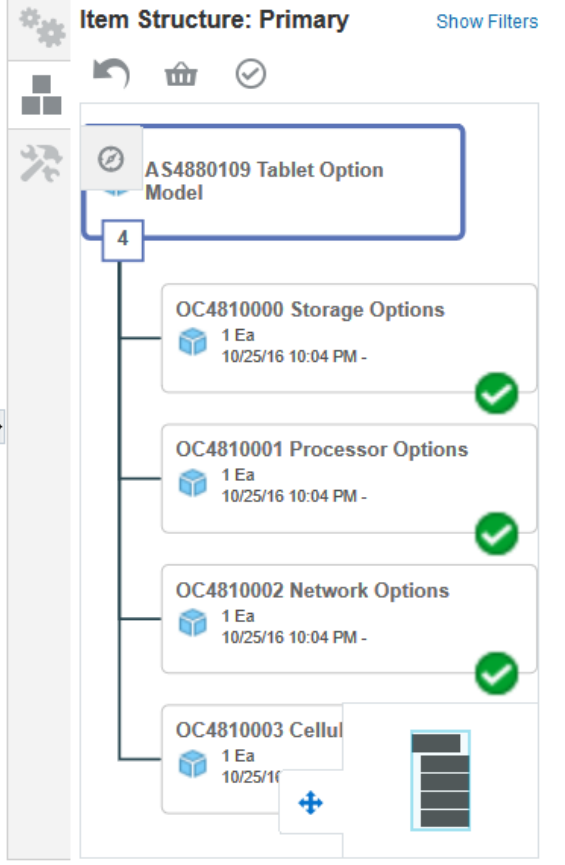 Item Structure: Primary
Show Filters
AS4880109 Tablet Option
Model
4
OC4810000 Storage Options
1 Ea
10/25/16 10:04 PM -
OC4810001 Processor Options
1 Ea
10/25/16 10:04 PM -
OC4810002 Network Options
1 Ea
10/25/16 10:04 PM -
OC4810003 Cellul
1 Ea
10/25/16